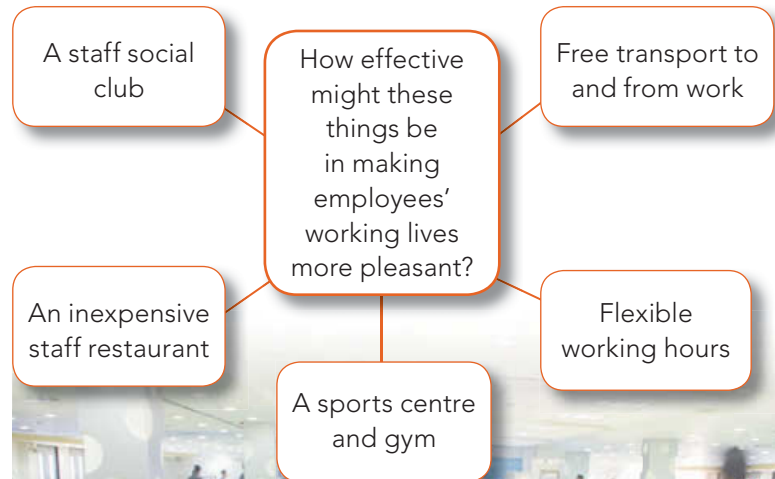 A staff social
club
How effective
might these
things be
in making
employees'
working lives
more pleasant?
Free transport to
and from work
An inexpensive
staff restaurant
A sports centre
and gym
Flexible
working hours